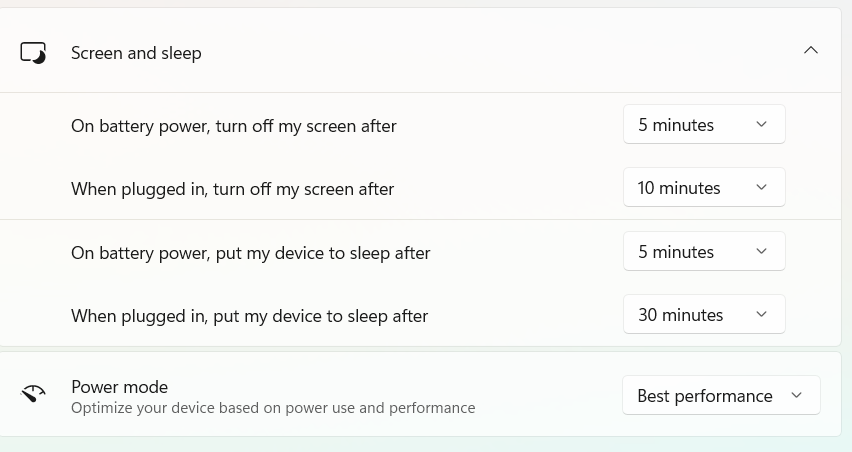 Screen and sleep
On battery power, turn off my screen after 5 minutes
When plugged in, turn off my screen after 10 minutes
On battery power, put my device to sleep after 5 minutes
When plugged in, put my device to sleep after 30 minutes
Power mode
Optimize your device based on power use and performance
Best performance